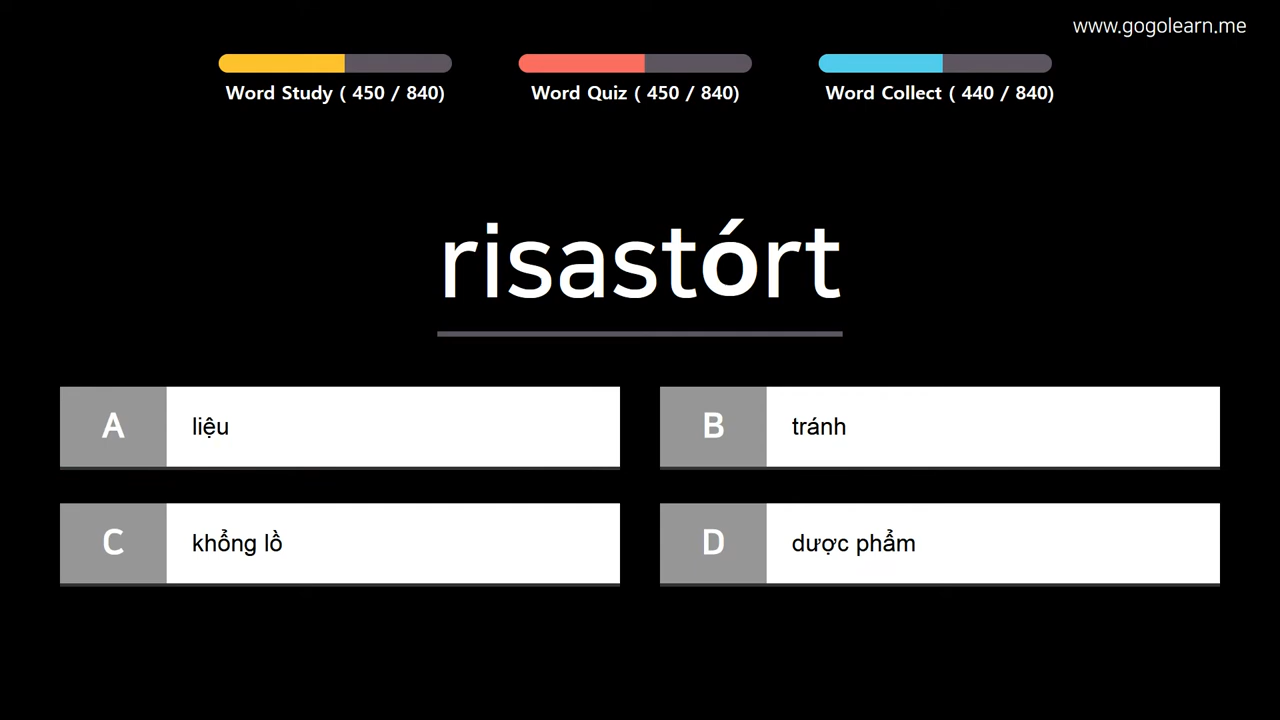 www.gogolearn.me
Word Study ( 450 / 840)
Word Quiz ( 450 / 840)
Word Collect ( 440 / 840)
risastórt
A liệu
B tránh
C khổng lồ
D dược phẩm